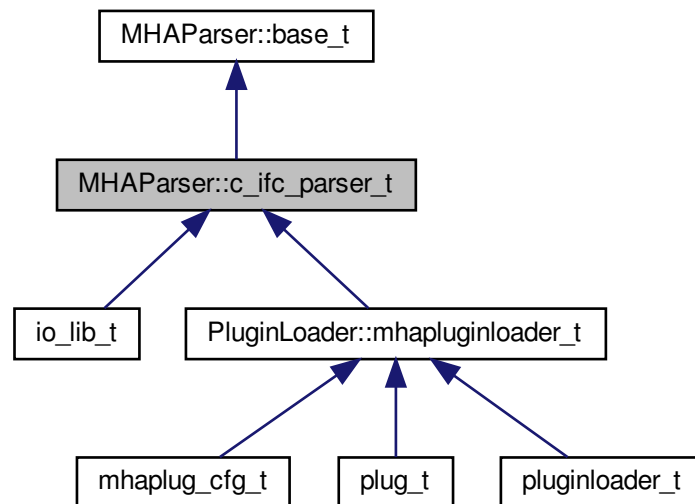 MHAParser::base_t
MHAParser::c_ifc_parser_t
io_lib_t
PluginLoader::mhapluginloader_t
mhaplug_cfg_t
plug_t
pluginloader_t